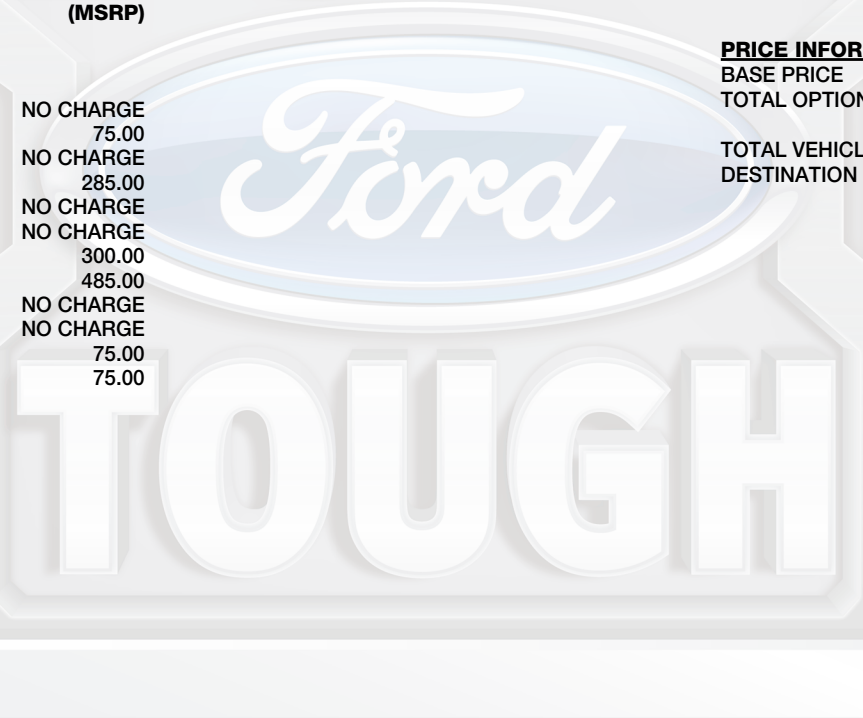 (MSRP)
NO CHARGE
75.00
NO CHARGE
285.00
NO CHARGE
NO CHARGE
300.00
485.00
NO CHARGE
NO CHARGE
75.00
75.00
PRICE INFOR
BASE PRICE
TOTAL OPTION
TOTAL VEHICL
DESTINATION
Ford
TOUGH